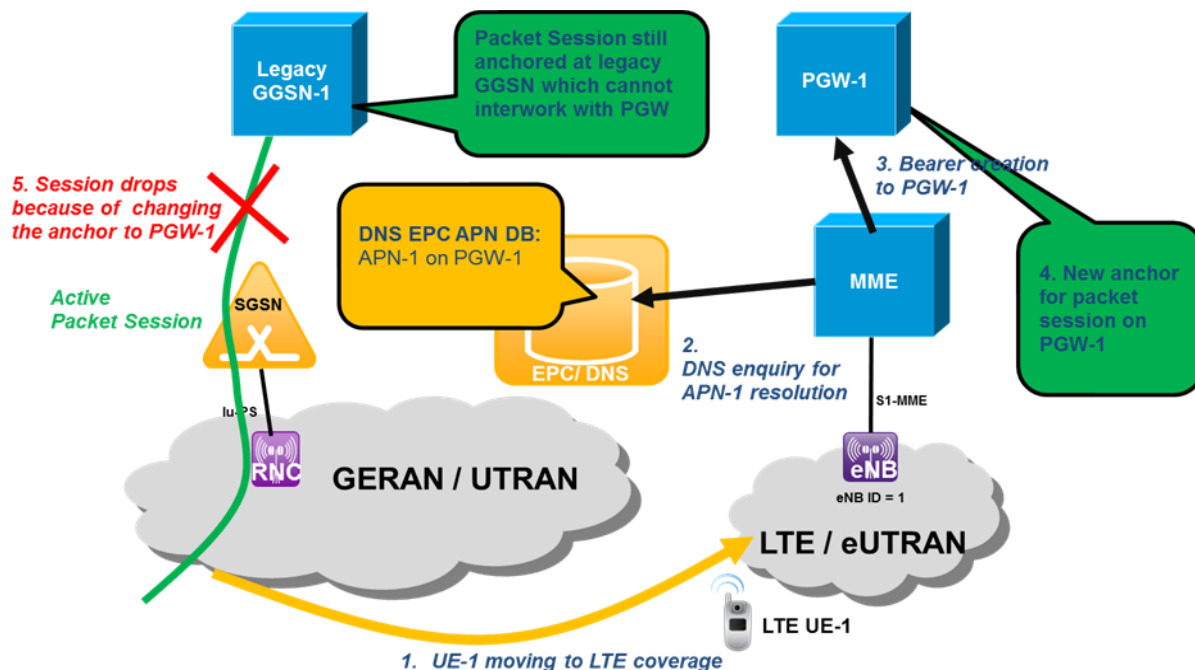 Legacy
GGSN-1
Packet Session still
anchored at legacy
GGSN which cannot
interwork with PGW
PGW-1
3. Bearer creation
to PGW-1
5. Session drops
because of changing
the anchor to PGW-1
DNS EPC APN DB:
APN-1 on PGW-1
MME
4. New anchor
for packet
session on
PGW-1
Active
Packet Session
SGSN
EPC/ DNS
2.
DNS enquiry for
APN-1 resolution
S1-MME
Iu-PS
RNC
eNB
GERAN / UTRAN
eNB ID = 1
LTE / eUTRAN
LTE UE-1
1. UE-1 moving to LTE coverage